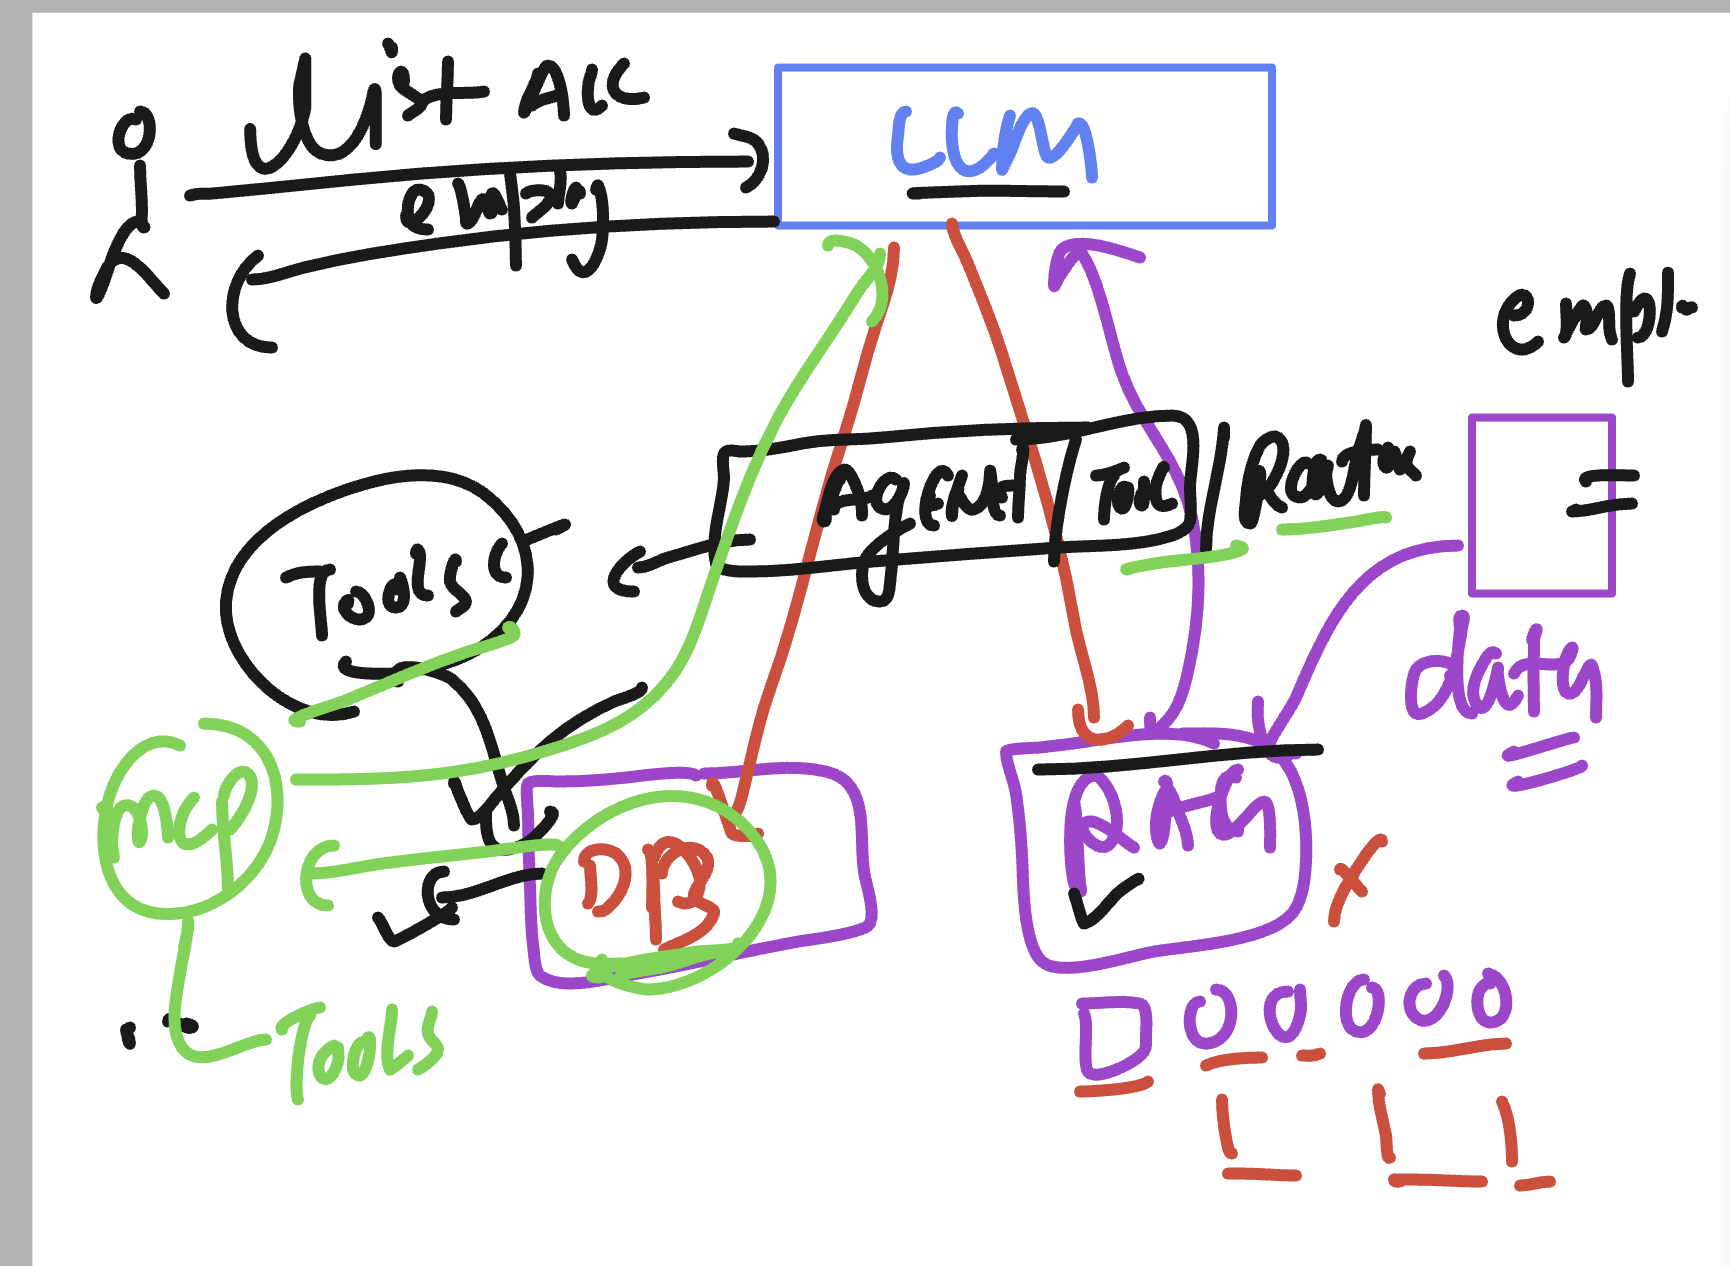 List ALL
employ
LLM
empl
AgENt
TooL
Router
TooLs
data
mcp
DB
RAG
TooLs